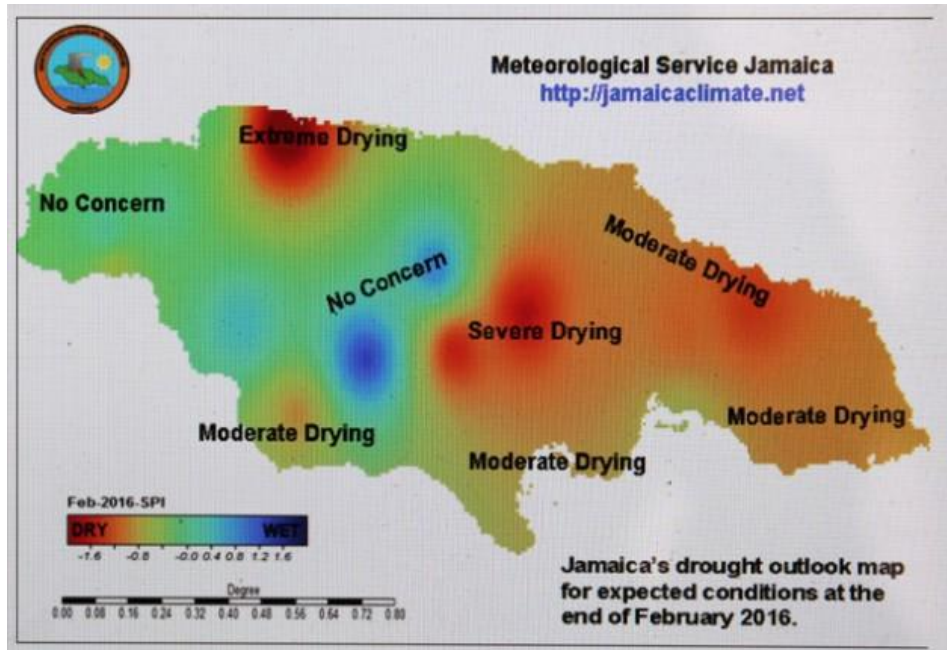 Meteorological Service Jamaica
http://jamaicaclimate.net
Extreme Drying
No Concern
Moderate Drying
No Concern
Severe Drying
Moderate Drying
Moderate Drying
Moderate Drying
Feb-2016-SPI
DRY WET
-1.6 -0.8 -0.0 0.4 0.8 1.2 1.6
Degree
0.00 0.08 0.16 0.24 0.32 0.40 0.48 0.56 0.64 0.72 0.80
Jamaica's drought outlook map
for expected conditions at the
end of February 2016.